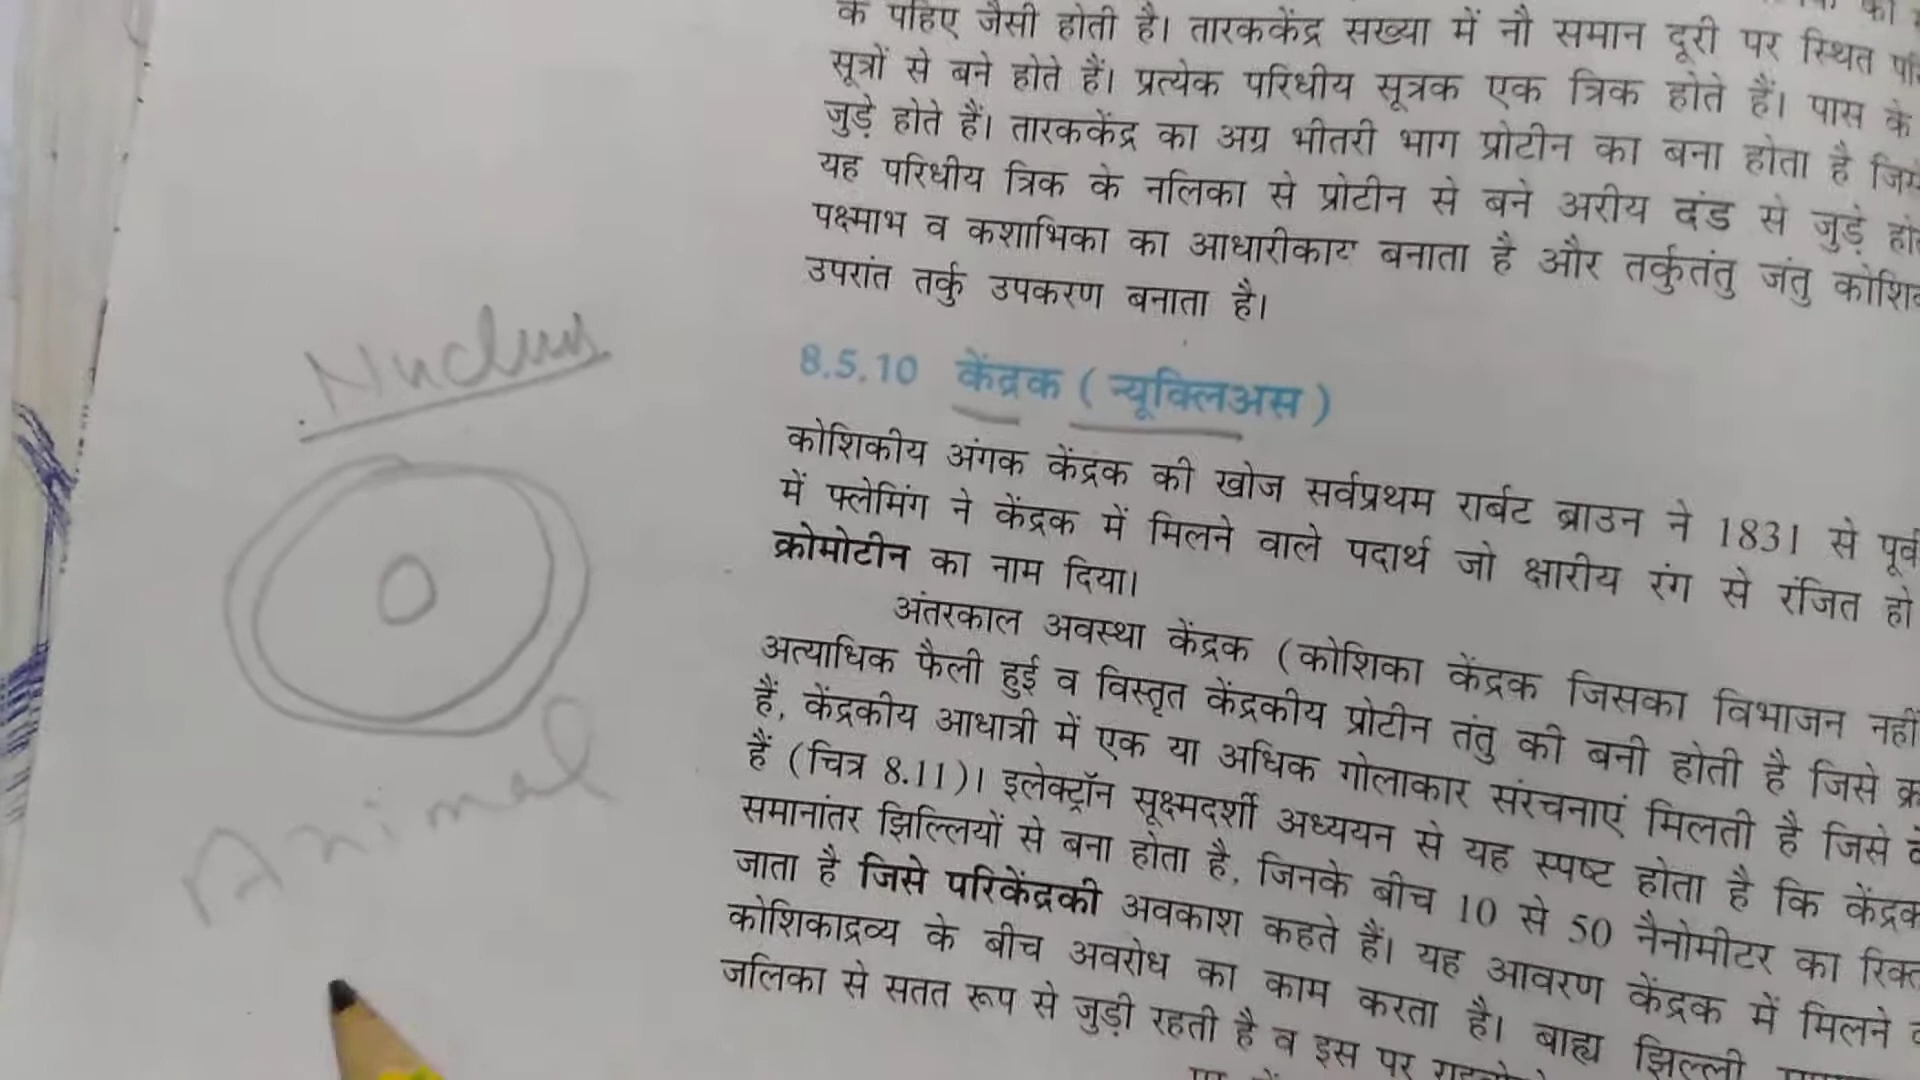 के पहिए जैसी होती है। तारककेंद्र सख्या में नौ समान दूरी पर स्थित
सूत्रों से बने होते हैं। प्रत्येक परिधीय सूत्रक एक त्रिक होते हैं। पास के
जुड़े होते हैं। तारककेंद्र का अग्र भीतरी भाग प्रोटीन का बना होता है
यह परिधीय त्रिक के नलिका से प्रोटीन से बने अरीय दंड से जुड़े
पक्ष्माभ व कशाभिका का आधारीकाय बनाता है और तर्कुतंतु जंतु
उपरांत तर्कु उपकरण बनाता है।
Nucleus
8.5.10 केंद्रक ( न्यूक्लिअस )
कोशिकीय अंगक केंद्रक की खोज सर्वप्रथम रार्बट ब्राउन ने 1831 से पूर्व
में फ्लेमिंग ने केंद्रक में मिलने वाले पदार्थ जो क्षारीय रंग से रंजित हो
क्रोमोटीन का नाम दिया।
अंतरकाल अवस्था केंद्रक (कोशिका केंद्रक जिसका विभाजन नहीं
अत्याधिक फैली हुई व विस्तृत केंद्रकीय प्रोटीन तंतु की बनी होती है जिसे
हैं, केंद्रकीय आधात्री में एक या अधिक गोलाकार संरचनाएं मिलती है जिसे
हैं (चित्र 8.11)। इलेक्ट्रॉन सूक्ष्मदर्शी अध्ययन से यह स्पष्ट होता है कि
समानांतर झिल्लियों से बना होता है, जिनके बीच 10 से 50 नैनोमीटर का
जाता है जिसे परिकेंद्रकी अवकाश कहते हैं। यह आवरण केंद्रक में मिलने
कोशिकाद्रव्य के बीच अवरोध का काम करता है। बाह्य झिल्ली
जलिका से सतत रूप से जुड़ी रहती है व इस पर
Animal